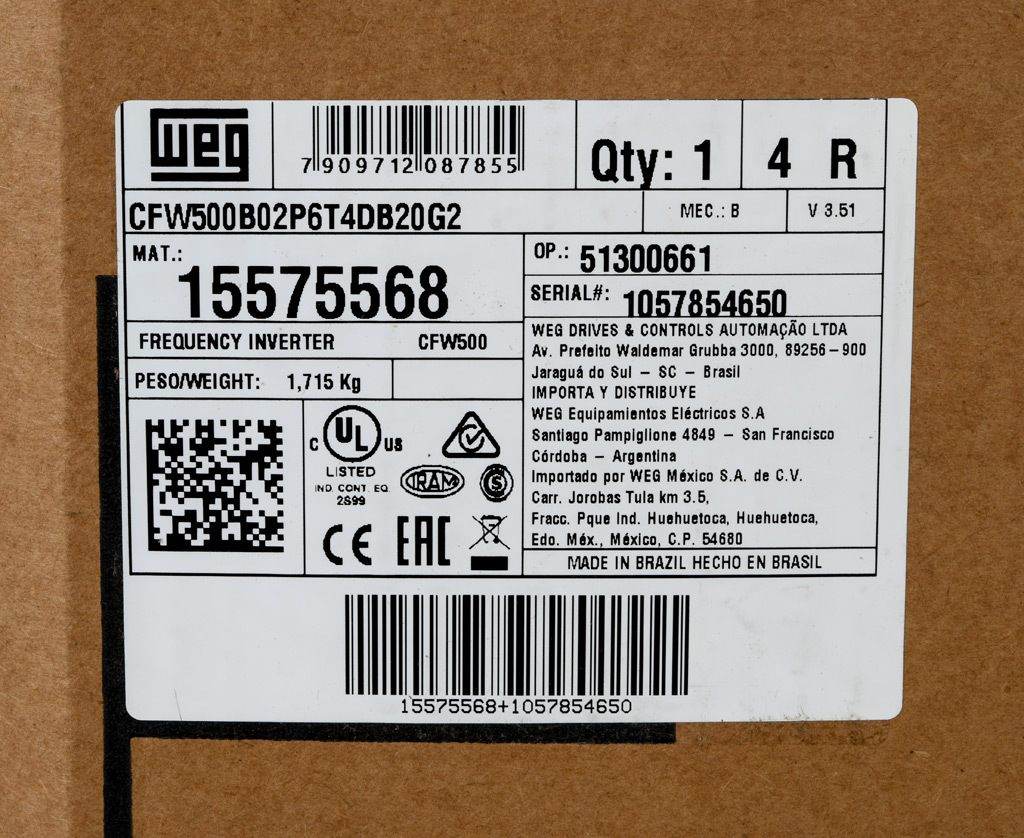 WEG
7 909712 087855
Qty: 1
4 R
CFW500B02P6T4DB20G2
MEC.: B
V 3.51
MAT.:
15575568
OP.: 51300661
SERIAL#: 1057854650
FREQUENCY INVERTER CFW500
PESO/WEIGHT: 1,715 Kg
WEG DRIVES & CONTROLS AUTOMAÇÃO LTDA
Av. Prefeito Waldemar Grubba 3000, 89256-900
Jaraguá do Sul - SC - Brasil
IMPORTA Y DISTRIBUYE
WEG Equipamientos Eléctricos S.A
Santiago Pampiglione 4849 - San Francisco
Córdoba - Argentina
Importado por WEG México S.A. de C.V.
Carr. Jorobas Tula km 3.5,
Fracc. Pque Ind. Huehuetoca, Huehuetoca,
Edo. Méx., México, C.P. 54680
MADE IN BRAZIL HECHO EN BRASIL
C UL US
LISTED
IND. CONT. EQ.
2S99
IRAM
S
CE EAC
15575568+1057854650